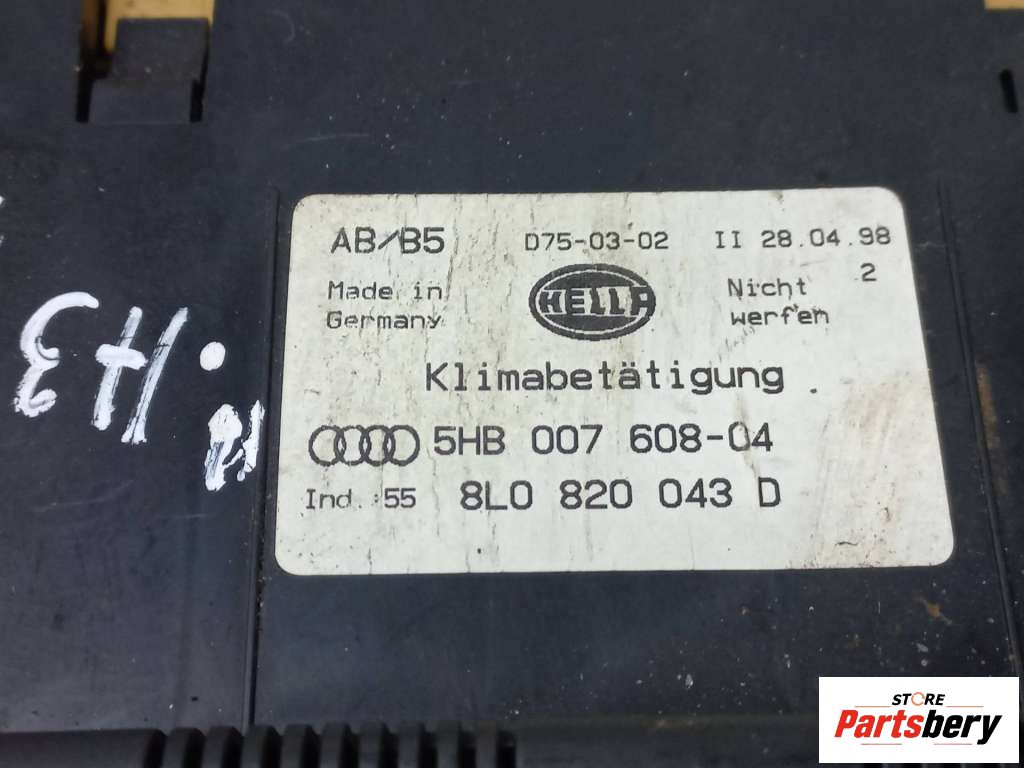 AB/B5 D75-03-02 II 28.04.98
Made in HELLA Nicht 2
Germany werfen
Klimabetätigung
5HB 007 608-04
Ind.:55 8L0 820 043 D
STORE
Partsbery